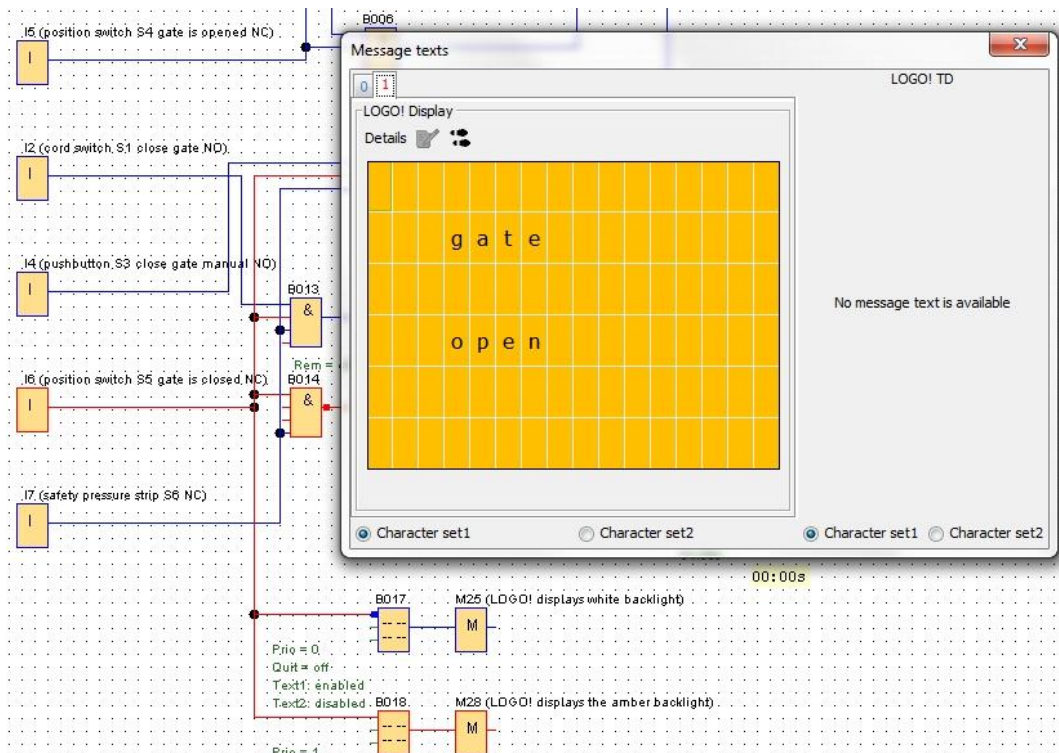 B006
I5 (position switch S4 gate is opened NC)
I
Message texts
X
LOGO! TD
0 1
LOGO! Display
Details
I2 (cord switch S1 close gate NO)
I
gate
I4 (pushbutton S3 close gate manual NO)
I
B013
&
No message text is available
open
Rem =
I6 (position switch S5 gate is closed NC)
B014
I
&
I7 (safety pressure strip S6 NC)
I
Character set1
Character set2
Character set1
Character set2
00:00s
B017
M25 (LOGO! displays white backlight)
M
Prio = 0
Quit = off
Text1: enabled
Text2: disabled
B018
M28 (LOGO! displays the amber backlight)
M
Prio = 1